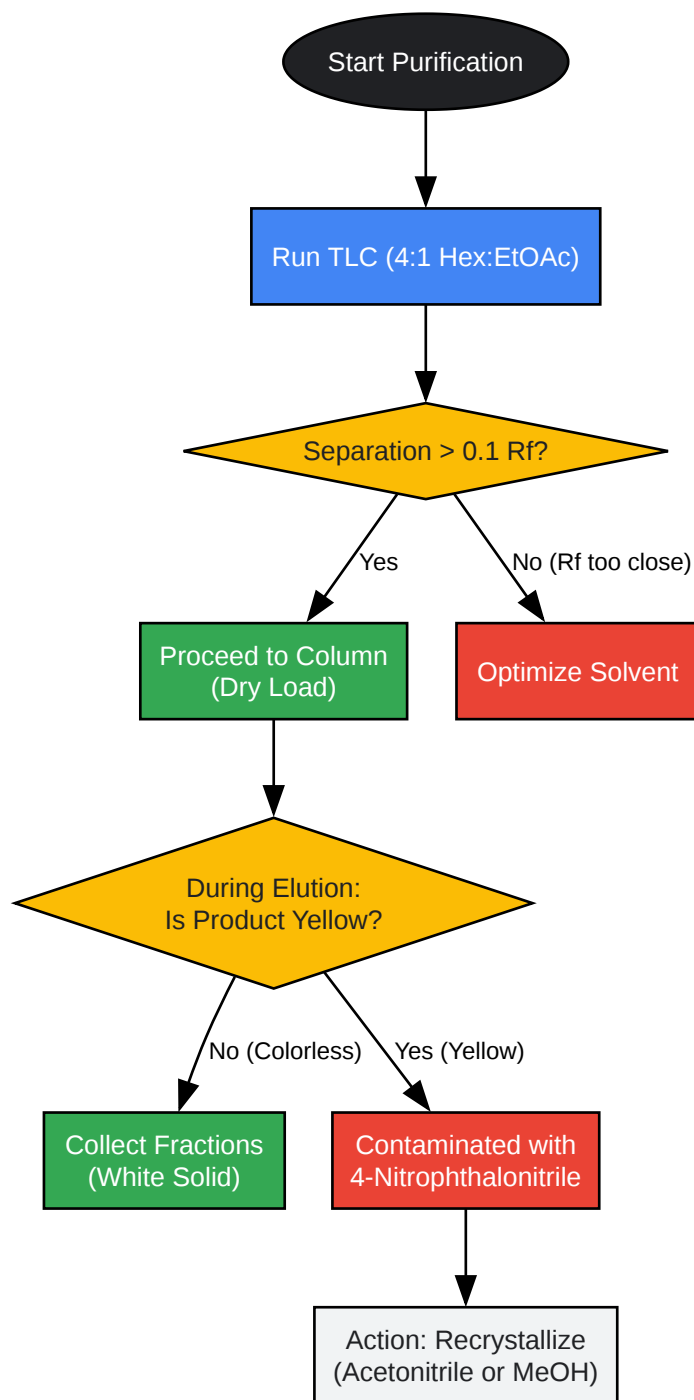 Start Purification
Run TLC (4:1 Hex:EtOAc)
Separation > 0.1 Rf?
Yes
No (Rf too close)
Proceed to Column
(Dry Load)
Optimize Solvent
During Elution:
Is Product Yellow?
No (Colorless)
Yes (Yellow)
Collect Fractions
(White Solid)
Contaminated with
4-Nitrophthalonitrile
Action: Recrystallize
(Acetonitrile or MeOH)